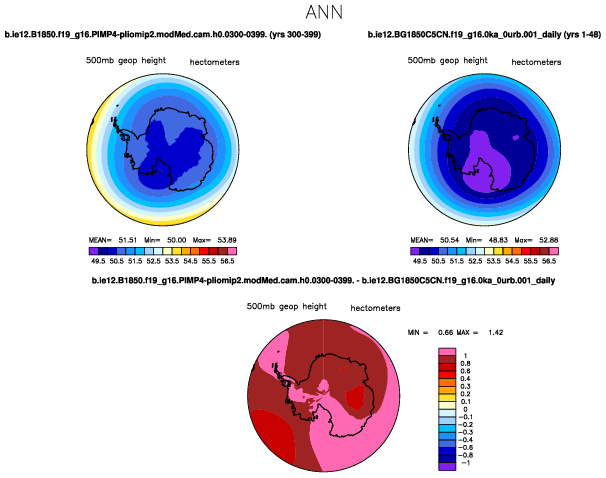 ANN
b.ie12.B1850.f19_g16.PIMP4-pliomip2.modMed.cam.h0.0300-0399. (yrs 300-399)
b.ie12.BG1850C5CN.f19_g16.0ka_0urb.001_daily (yrs 1-48)
500mb geop height hectometers
500mb geop height hectometers
MEAN= 51.51 Min= 50.00 Max= 53.89
49.5 50.5 51.5 52.5 53.5 54.5 55.5 56.5
MEAN= 50.54 Min= 48.83 Max= 52.88
49.5 50.5 51.5 52.5 53.5 54.5 55.5 56.5
b.ie12.B1850.f19_g16.PIMP4-pliomip2.modMed.cam.h0.0300-0399. - b.ie12.BG1850C5CN.f19_g16.0ka_0urb.001_daily
500mb geop height hectometers
MIN = 0.66 MAX = 1.42
1
0.8
0.6
0.4
0.3
0.2
0.1
0
-0.1
-0.2
-0.3
-0.4
-0.6
-0.8
-1